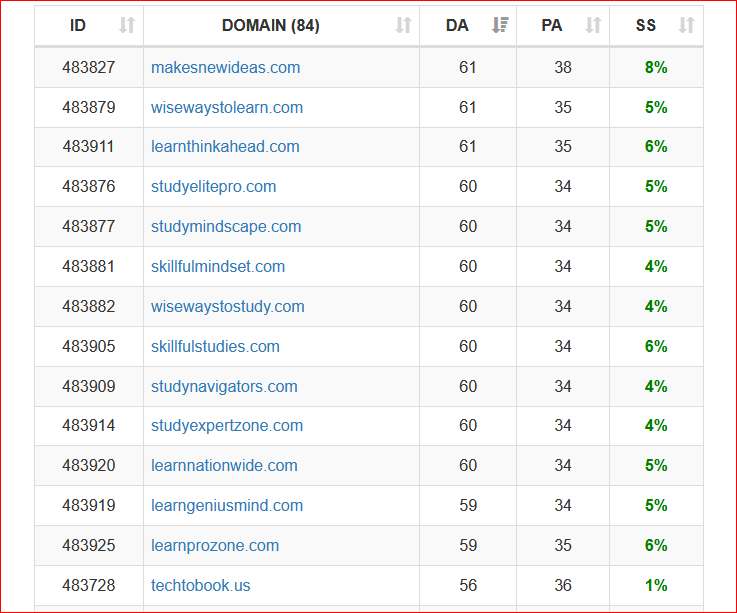 ID DOMAIN (84) DA PA SS
483827 makesnewideas.com 61 38 8%
483879 wisewaystolearn.com 61 35 5%
483911 learnthinkahead.com 61 35 6%
483876 studyelitepro.com 60 34 5%
483877 studymindscape.com 60 34 5%
483881 skillfulmindset.com 60 34 4%
483882 wisewaystostudy.com 60 34 4%
483905 skillfulstudies.com 60 34 6%
483909 studynavigators.com 60 34 4%
483914 studyexpertzone.com 60 34 4%
483920 learnnationwide.com 60 34 5%
483919 learngeniusmind.com 59 34 5%
483925 learnprozone.com 59 35 6%
483728 techtobook.us 56 36 1%